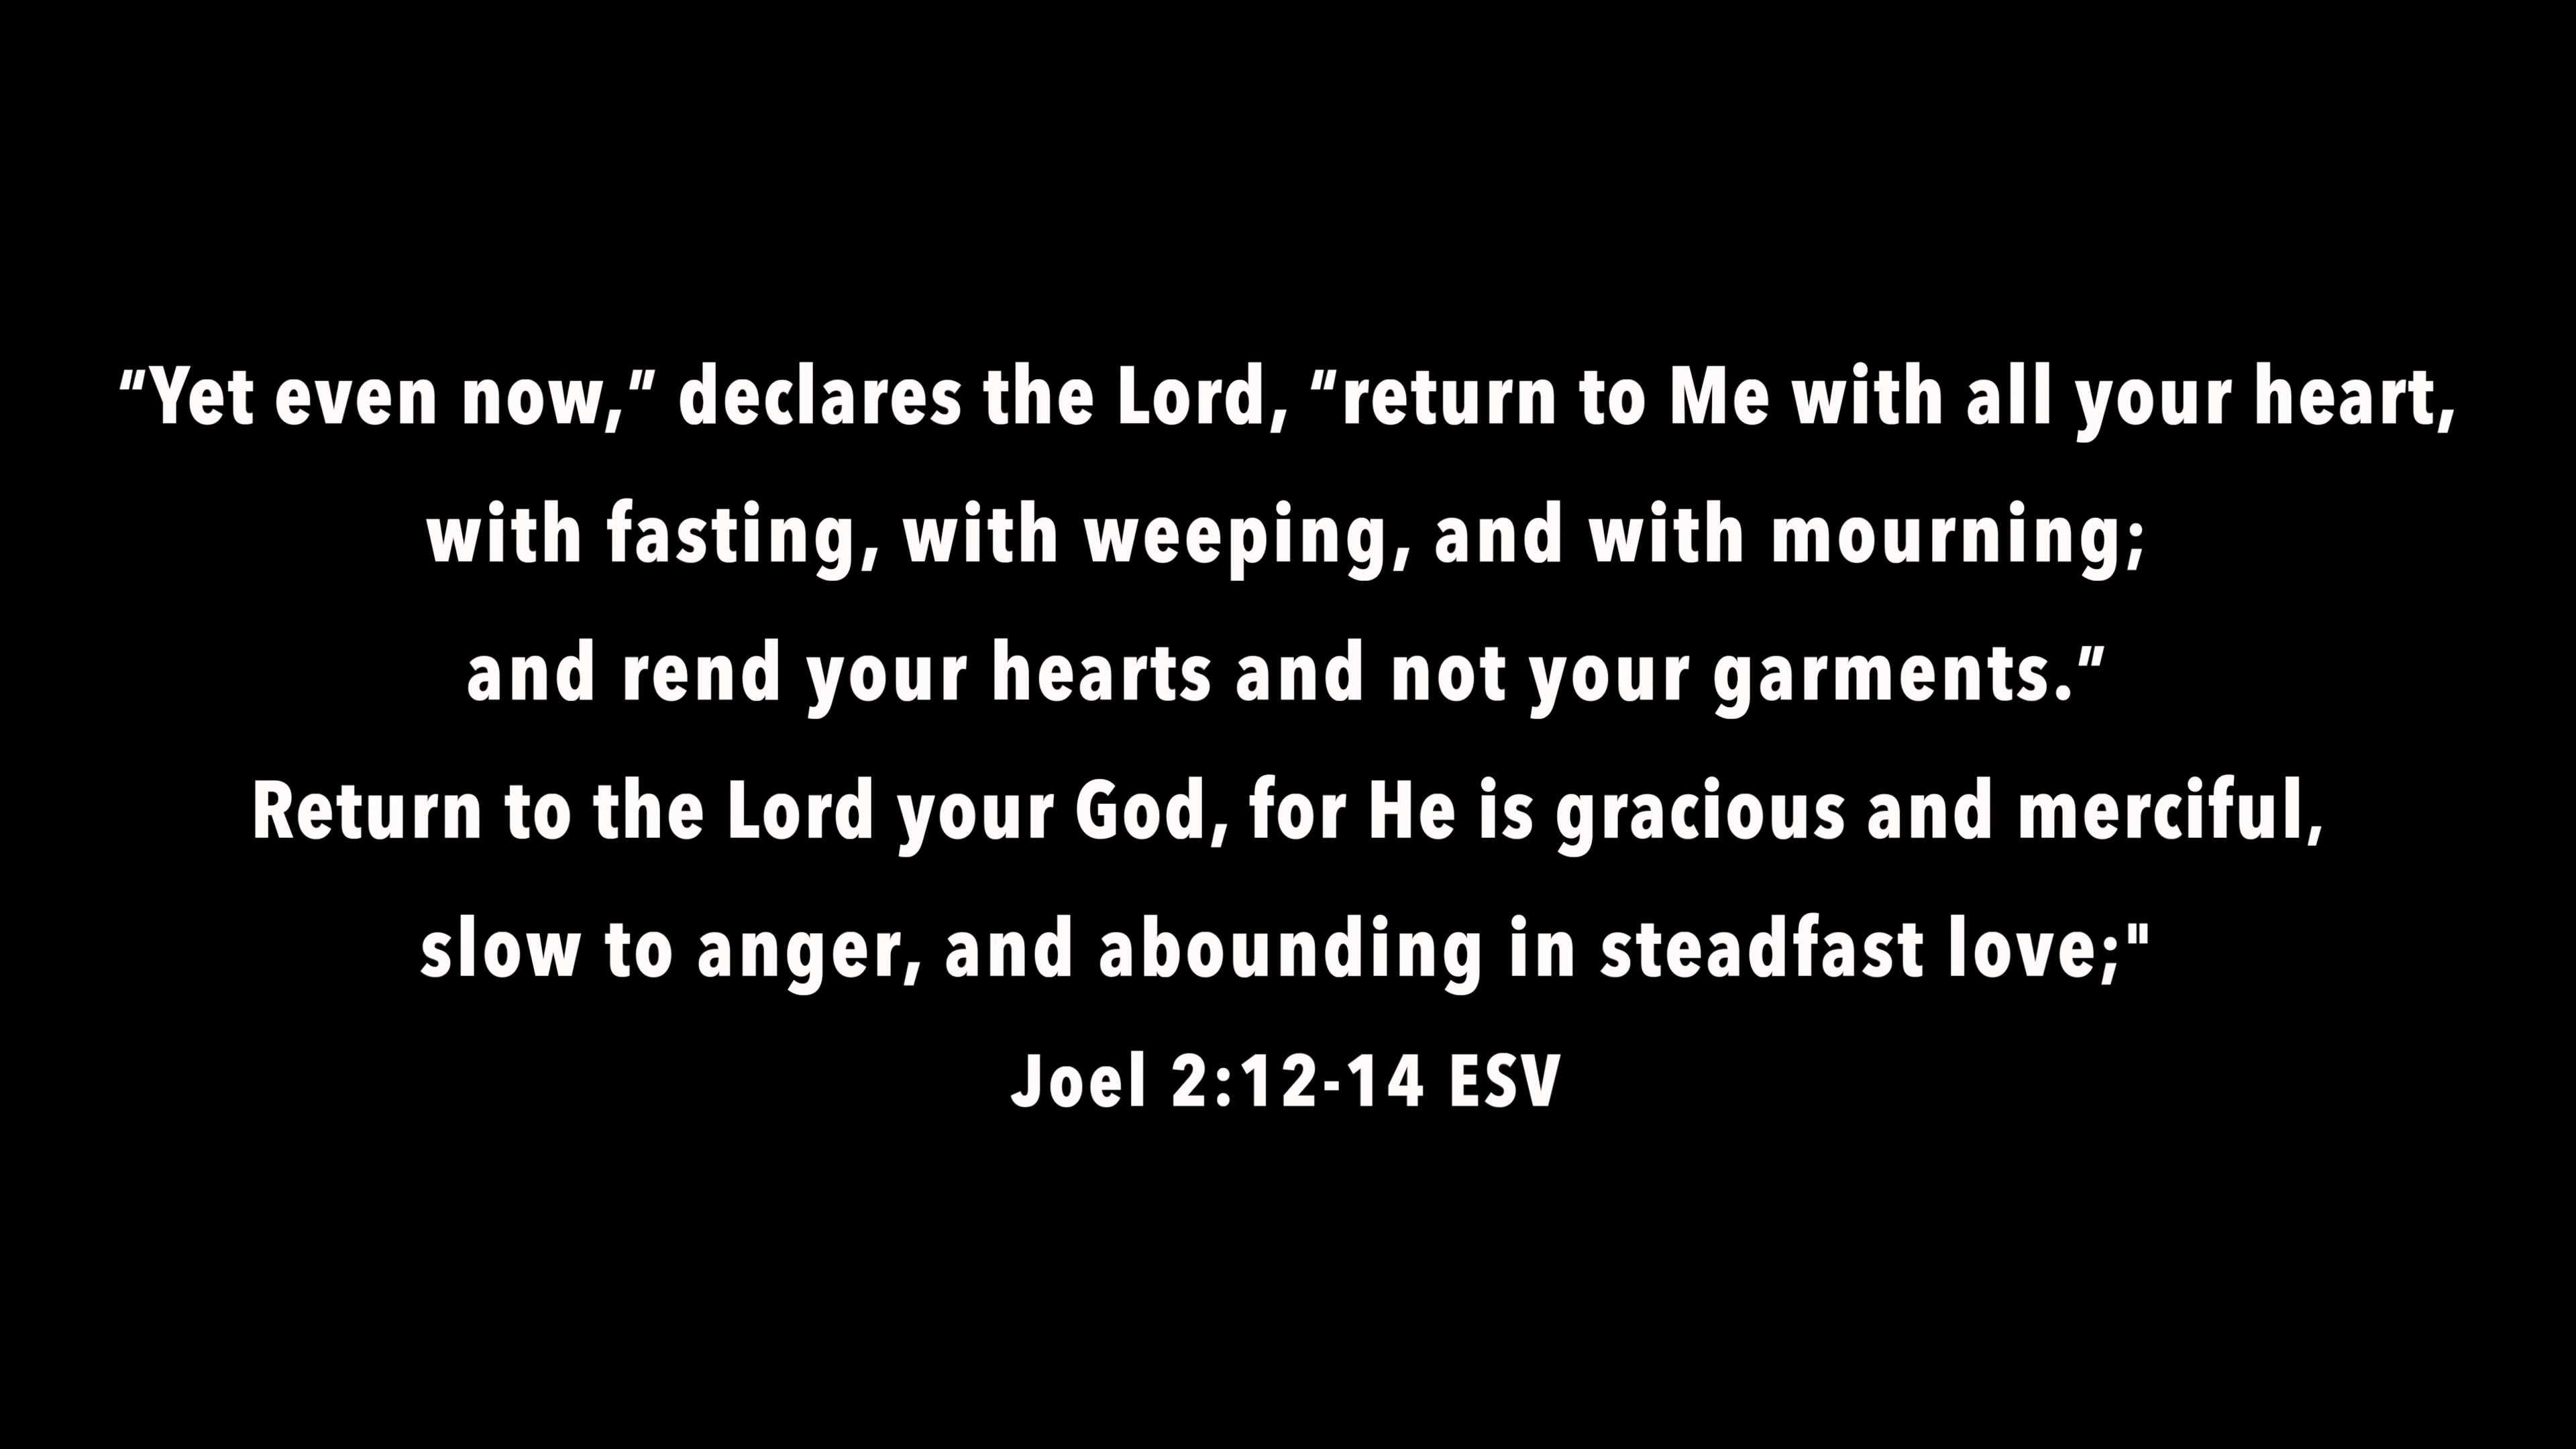 “Yet even now,” declares the Lord, “return to Me with all your heart,
with fasting, with weeping, and with mourning;
and rend your hearts and not your garments.”
Return to the Lord your God, for He is gracious and merciful,
slow to anger, and abounding in steadfast love;"
Joel 2:12-14 ESV